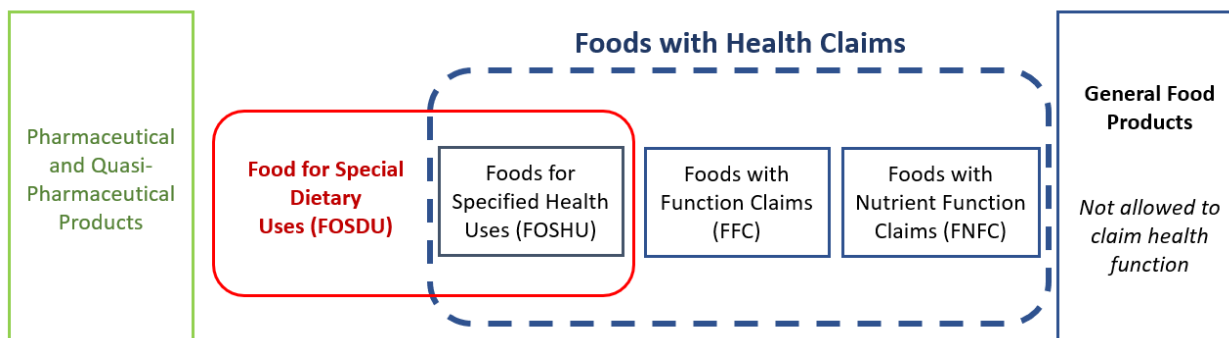 Foods with Health Claims
Pharmaceutical
and Quasi-
Pharmaceutical
Products
Food for Special
Dietary
Uses (FOSDU)
Foods for
Specified Health
Uses (FOSHU)
Foods with
Function Claims
(FFC)
Foods with
Nutrient Function
Claims (FNFC)
General Food
Products
Not allowed to
claim health
function